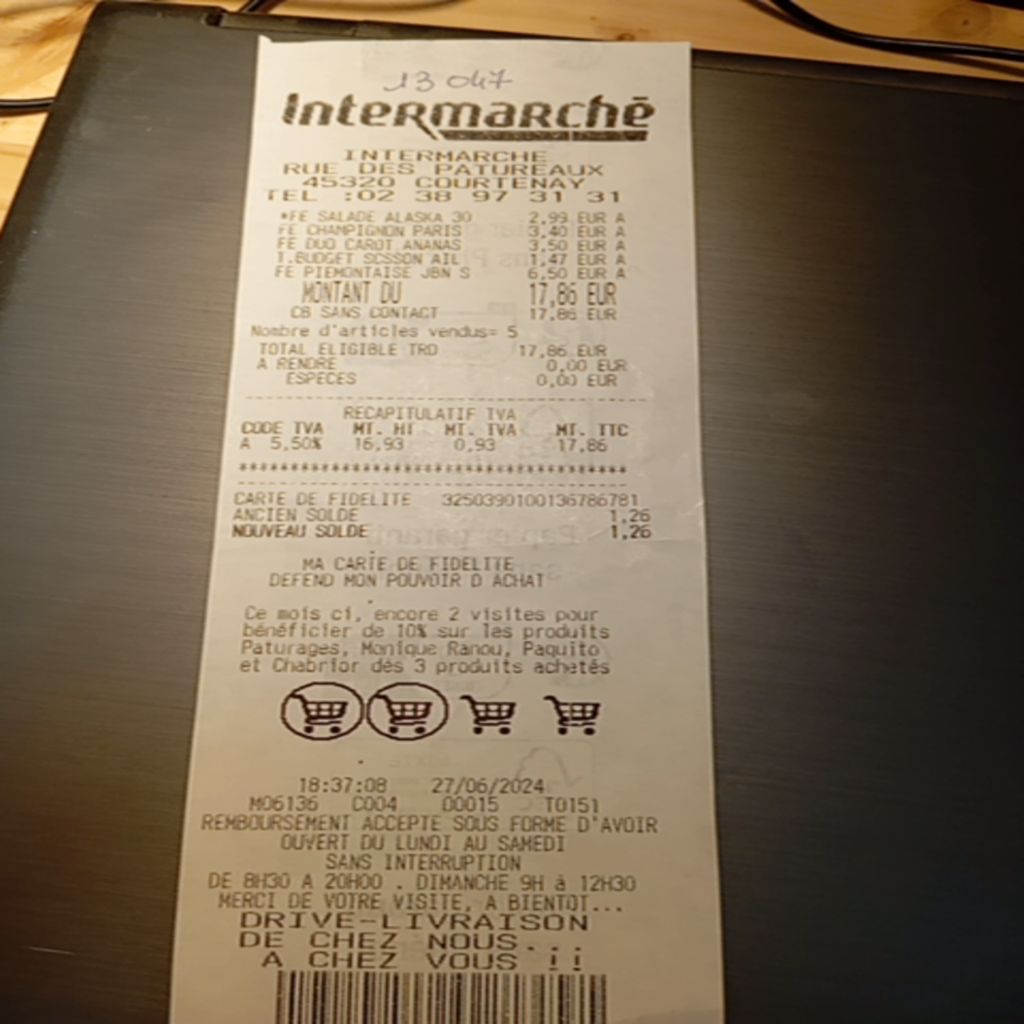 13 047
IntermaRchē
INTERMARCHE
RUE DES PATUREAUX
45320 COURTENAY
TEL :02 38 97 31 31
*FE SALADE ALASKA 30 2,99 EUR A
FE CHAMPIGNON PARIS 3,40 EUR A
FE DUO CAROT ANANAS 3,50 EUR A
T.BUDGET SCSSON AIL 1,47 EUR A
FE PIEMONTAISE JBN S 6,50 EUR A
MONTANT DU 17,86 EUR
CB SANS CONTACT 17,86 EUR
Nombre d'articles vendus= 5
TOTAL ELIGIBLE TRD 17,86 EUR
A RENDRE 0,00 EUR
ESPECES 0,00 EUR
RECAPITULATIF TVA
CODE TVA MT. HT MT. TVA MT. TTC
A 5,50% 16,93 0,93 17,86
**************************************
CARTE DE FIDELITE 3250390100136786781
ANCIEN SOLDE 1,26
NOUVEAU SOLDE 1,26
MA CARTE DE FIDELITE
DEFEND MON POUVOIR D ACHAT
Ce mois ci, encore 2 visites pour
bénéficier de 10% sur les produits
Paturages, Monique Ranou, Paquito
et Chabrior dès 3 produits achetés
18:37:08 27/06/2024
M06136 C004 00015 T0151
REMBOURSEMENT ACCEPTE SOUS FORME D'AVOIR
OUVERT DU LUNDI AU SAMEDI
SANS INTERRUPTION
DE 8H30 A 20H00 . DIMANCHE 9H à 12H30
MERCI DE VOTRE VISITE, A BIENTOT...
DRIVE-LIVRAISON
DE CHEZ NOUS...
A CHEZ VOUS !!